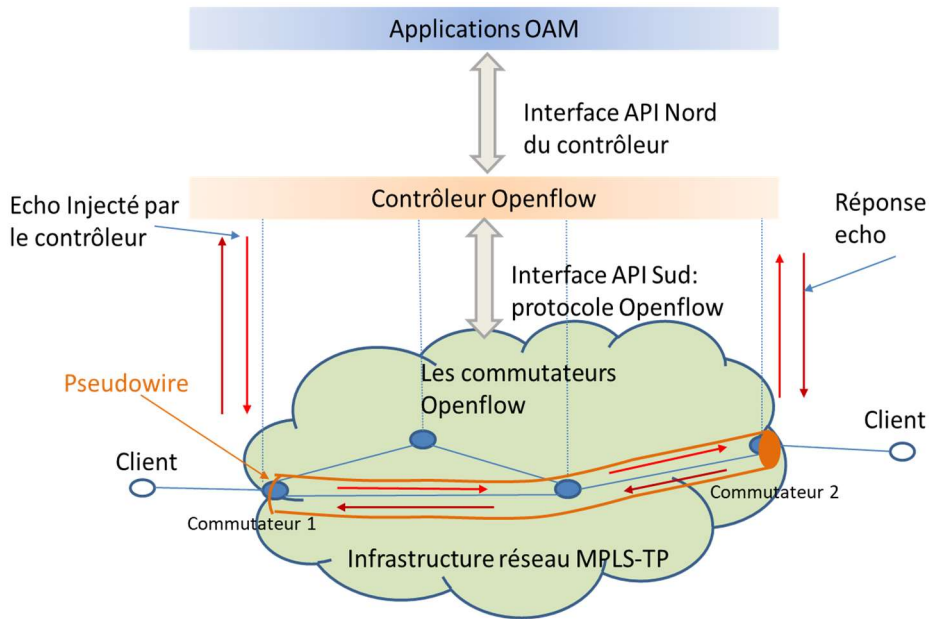 Applications OAM
Interface API Nord
du contrôleur
Contrôleur Openflow
Echo Injecté par
le contrôleur
Réponse
echo
Interface API Sud:
protocole Openflow
Les commutateurs
Openflow
Pseudowire
Client
Client
Commutateur 2
Commutateur 1
Infrastructure réseau MPLS-TP